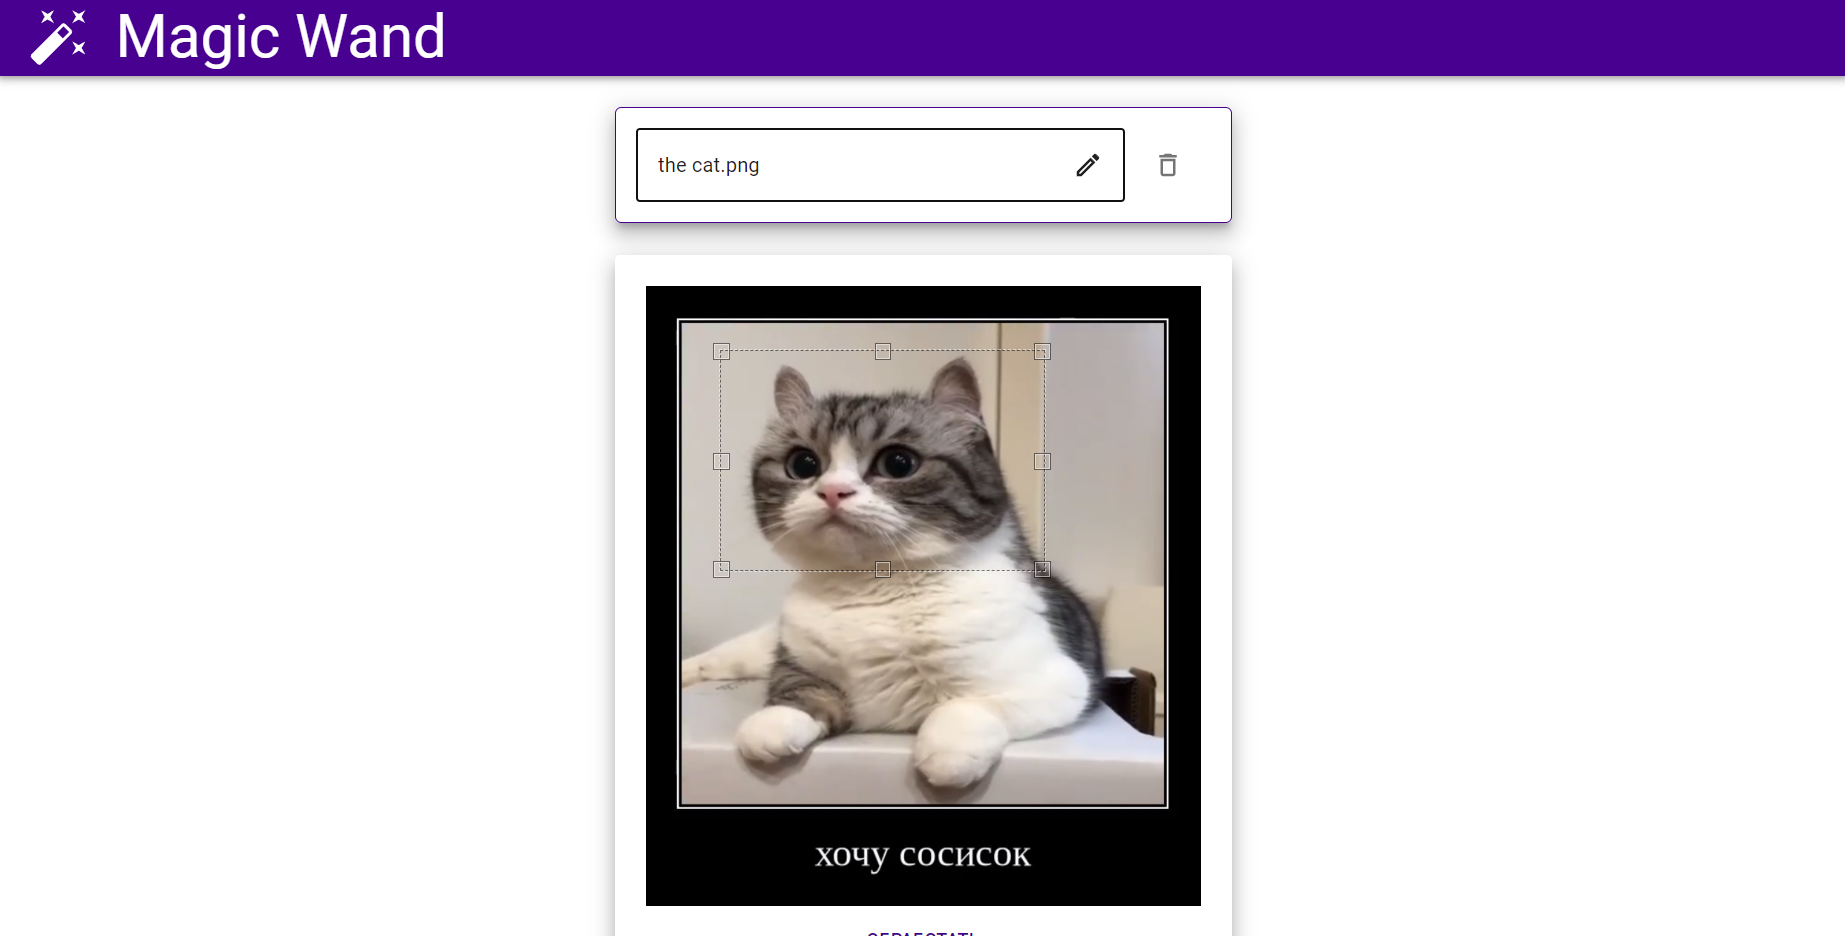 Magic Wand
the cat.png
хочу сосисок